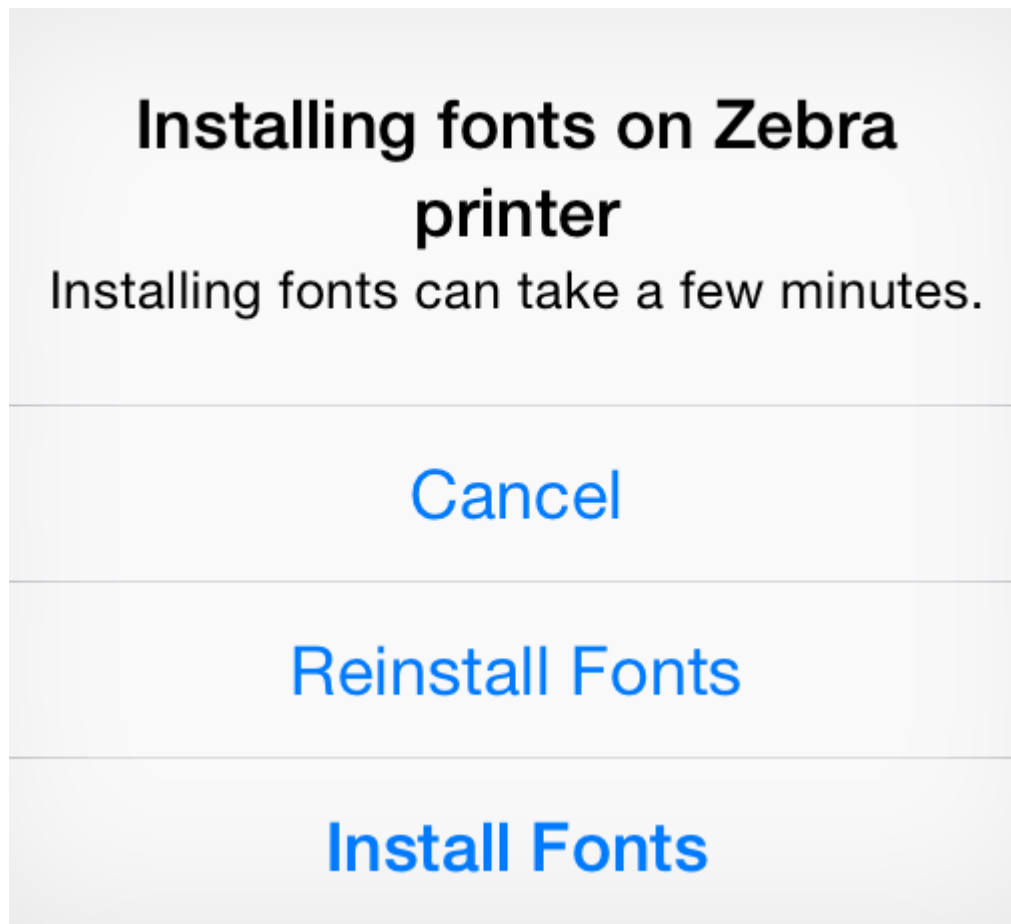 Installing fonts on Zebra
printer
Installing fonts can take a few minutes.
Cancel
Reinstall Fonts
Install Fonts